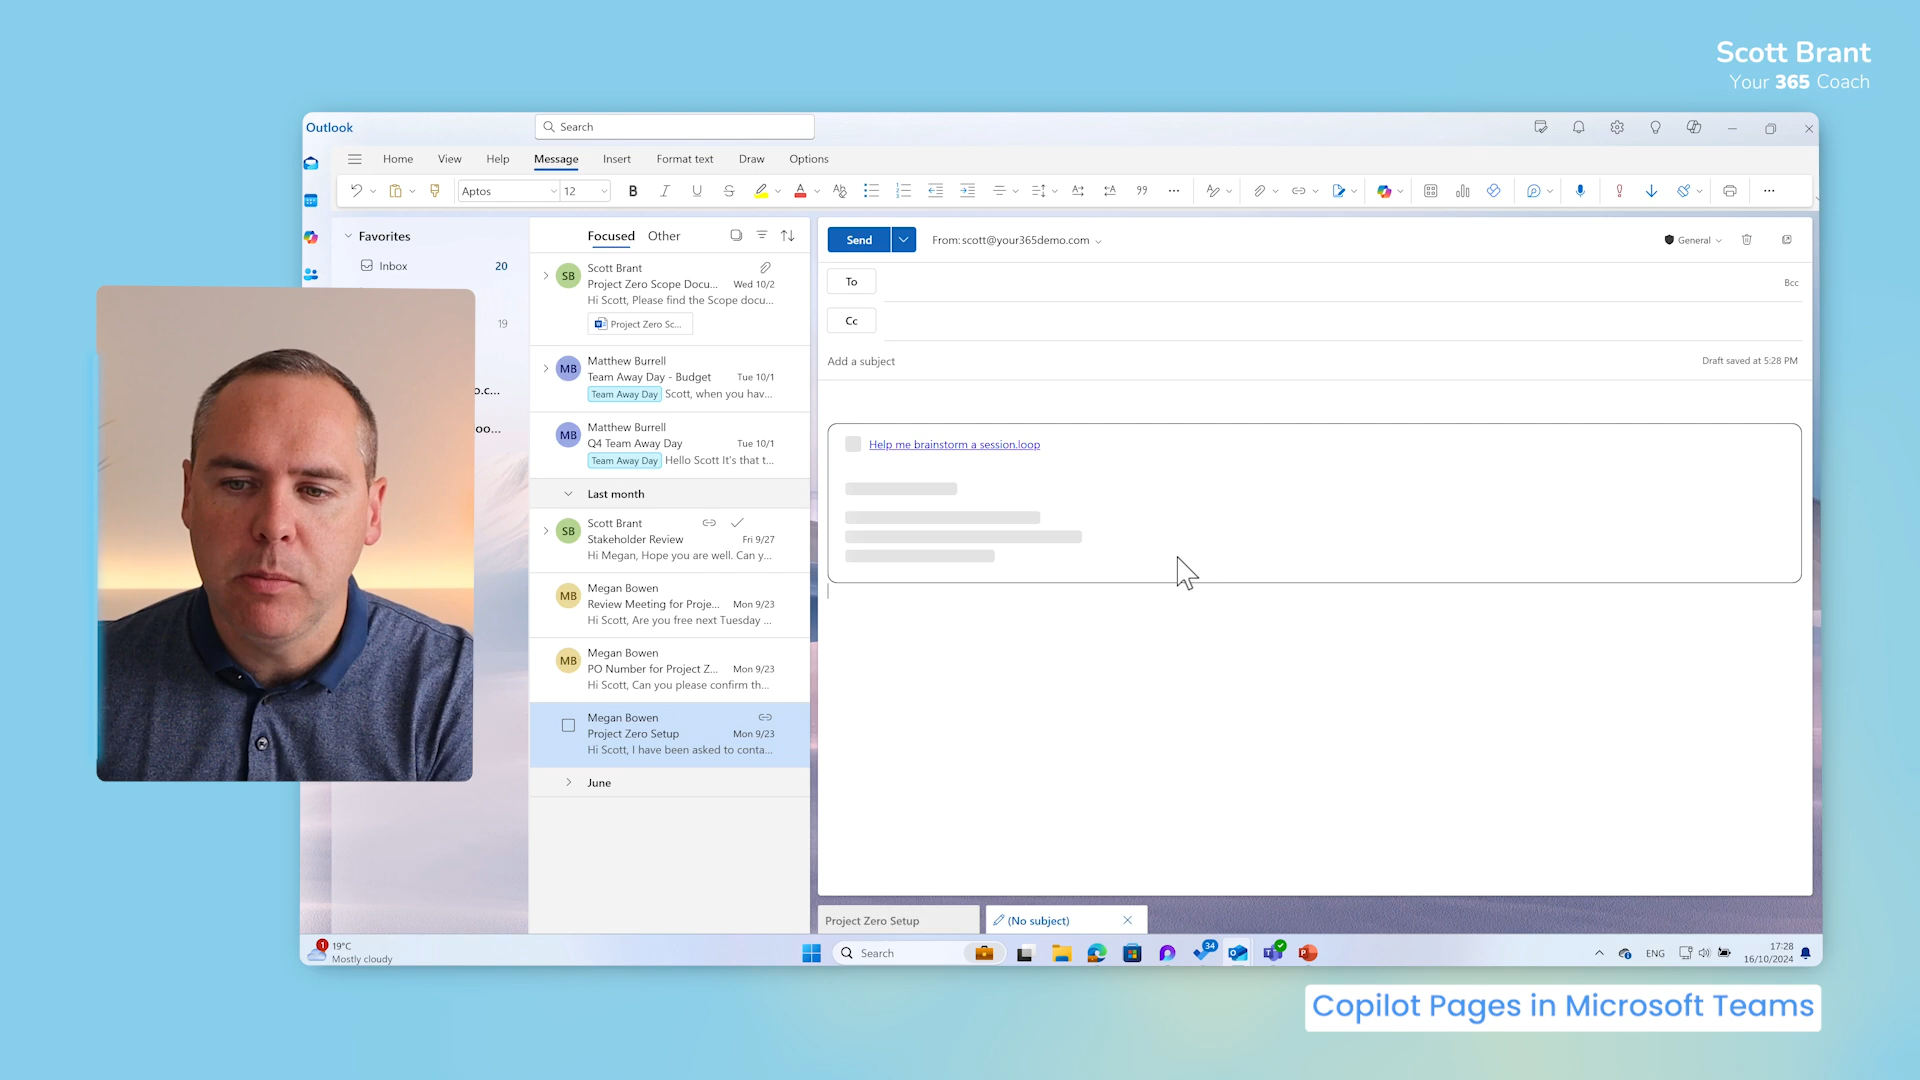 Scott Brant
Your 365 Coach
Outlook
Search
Home View Help Message Insert Format text Draw Options
Aptos 12
Favorites
Inbox 20
19
o.c...
oo...
Focused Other
SB Scott Brant
Project Zero Scope Docu... Wed 10/2
Hi Scott, Please find the Scope docu...
Project Zero Sc...
MB Matthew Burrell
Team Away Day - Budget Tue 10/1
Team Away Day Scott, when you hav...
MB Matthew Burrell
Q4 Team Away Day Tue 10/1
Team Away Day Hello Scott It's that t...
Last month
SB Scott Brant
Stakeholder Review Fri 9/27
Hi Megan, Hope you are well. Can y...
MB Megan Bowen
Review Meeting for Proje... Mon 9/23
Hi Scott, Are you free next Tuesday ...
MB Megan Bowen
PO Number for Project Z... Mon 9/23
Hi Scott, Can you please confirm th...
Megan Bowen
Project Zero Setup Mon 9/23
Hi Scott, I have been asked to conta...
June
Send From: scott@your365demo.com General
To Bcc
Cc
Add a subject Draft saved at 5:28 PM
Help me brainstorm a session.loop
Project Zero Setup (No subject)
1 19°C
Mostly cloudy
Search
34
ENG
17:28
16/10/2024
Copilot Pages in Microsoft Teams